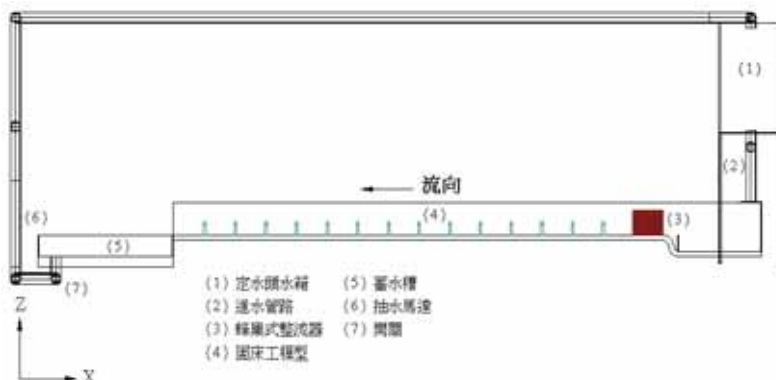 (1)
(2)
← 流向
(4)
(3)
(6)
(5)
(7)
(1) 定水頭水箱 (5) 蓄水槽
(2) 進水管路 (6) 抽水馬達
(3) 蜂巢式整流器 (7) 開關
(4) 固床工模型
Z
X